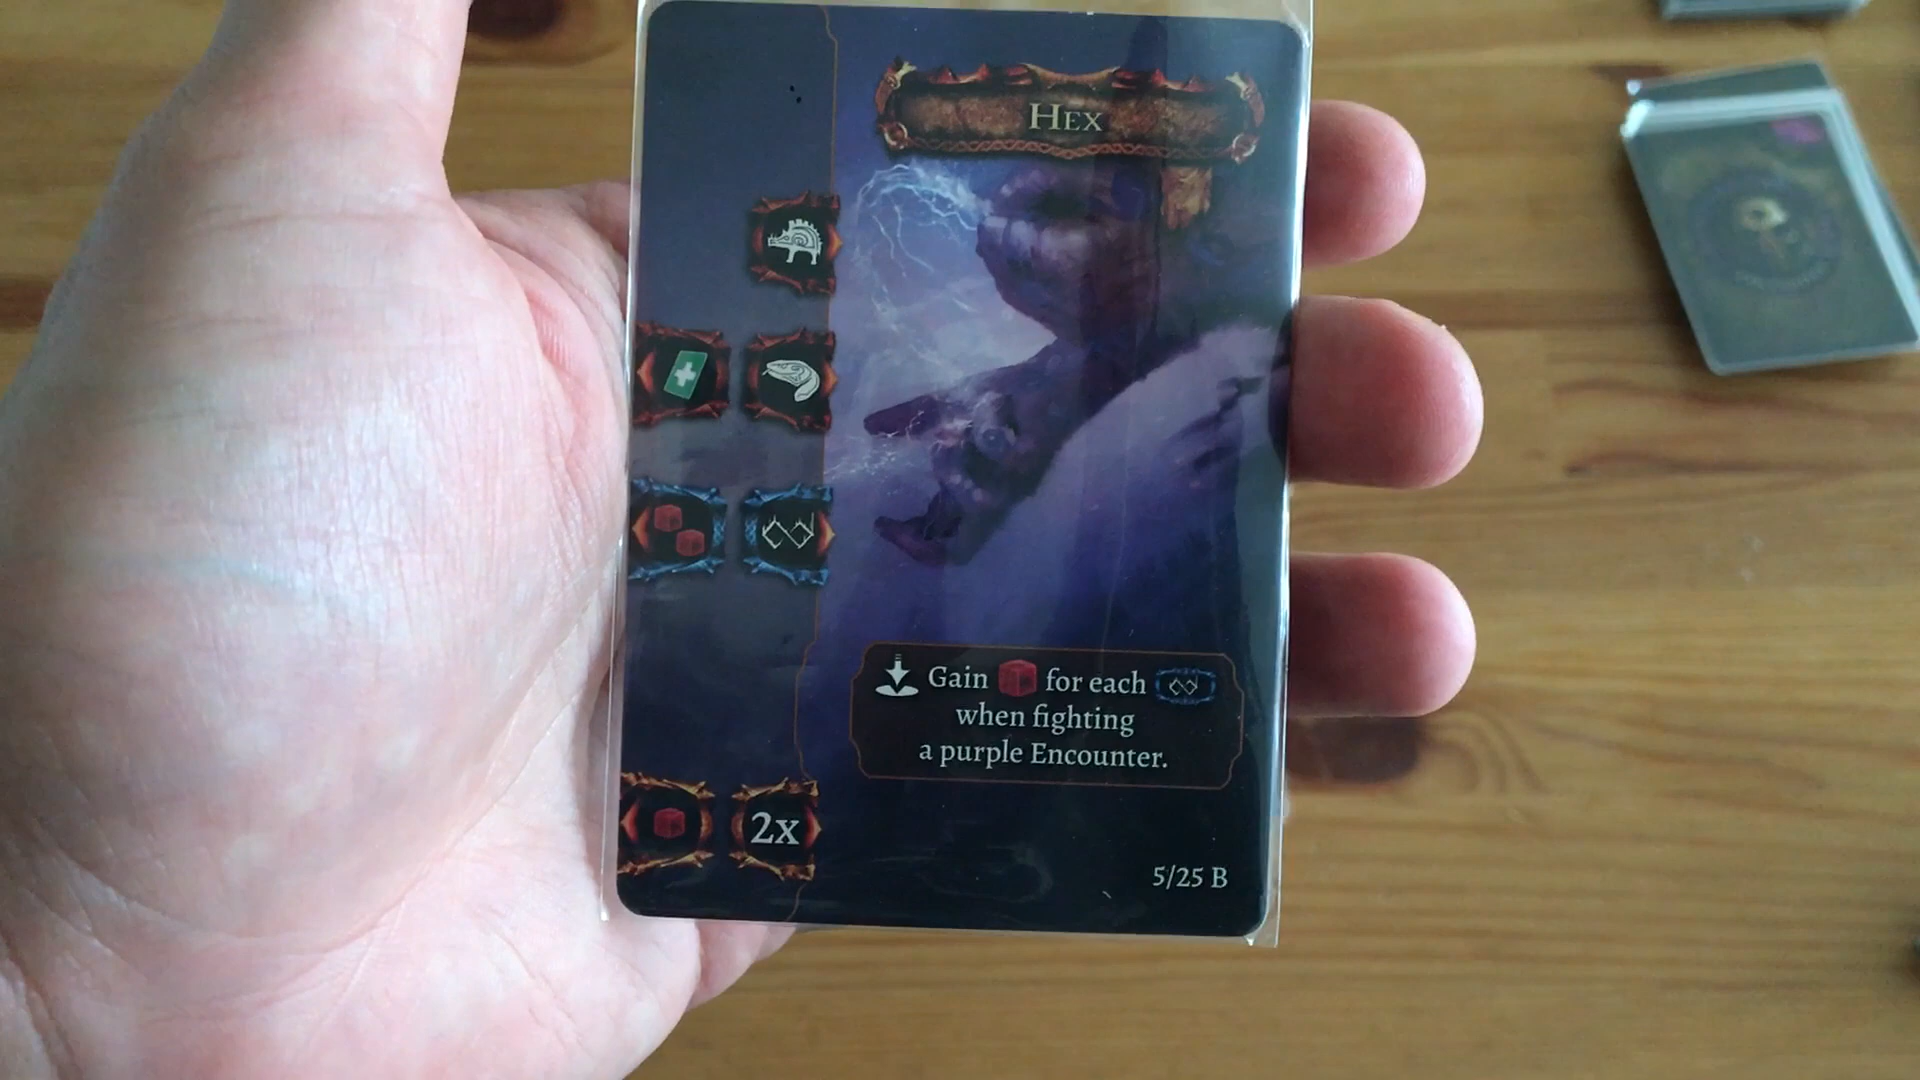 Hex
Gain for each
when fighting
a purple Encounter.
2x
5/25 B